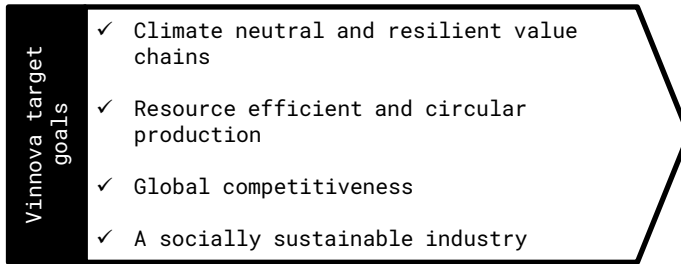 Vinnova target
goals
✓ Climate neutral and resilient value
chains
✓ Resource efficient and circular
production
✓ Global competitiveness
✓ A socially sustainable industry